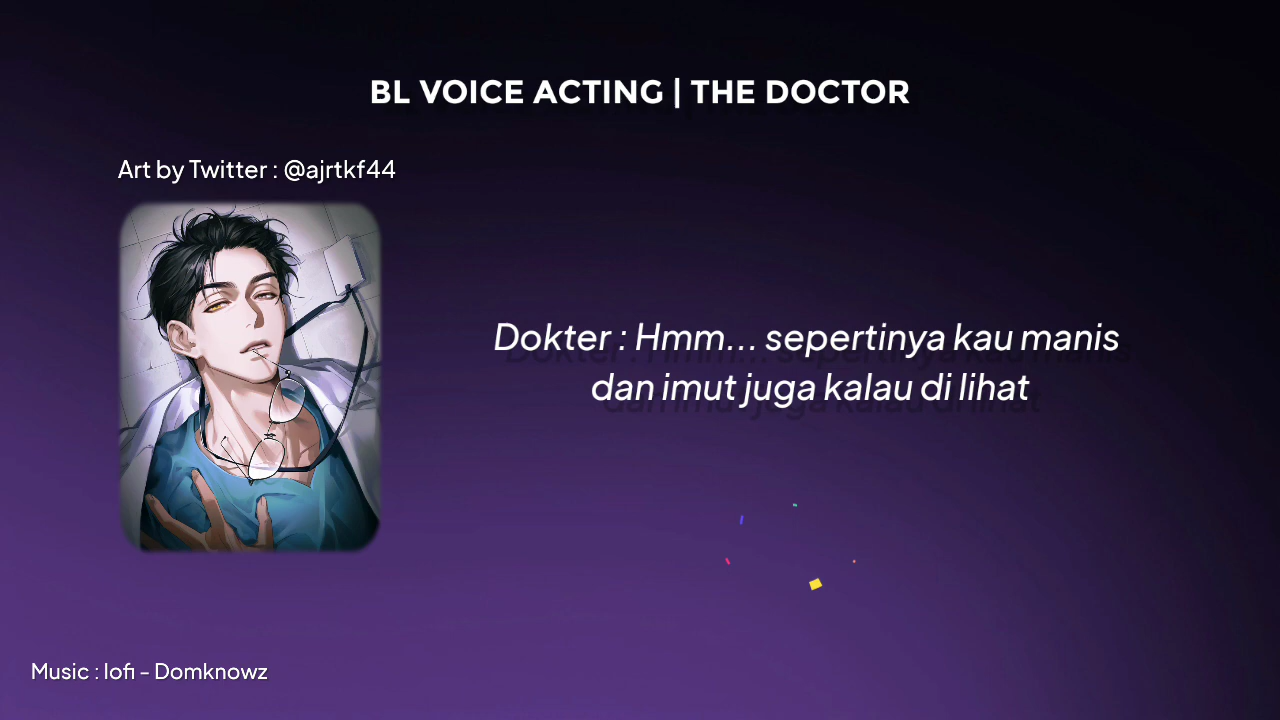 BL VOICE ACTING | THE DOCTOR
Art by Twitter : @ajrtkf44
Dokter : Hmm... sepertinya kau manis
dan imut juga kalau di lihat
Music : lofi - Domknowz